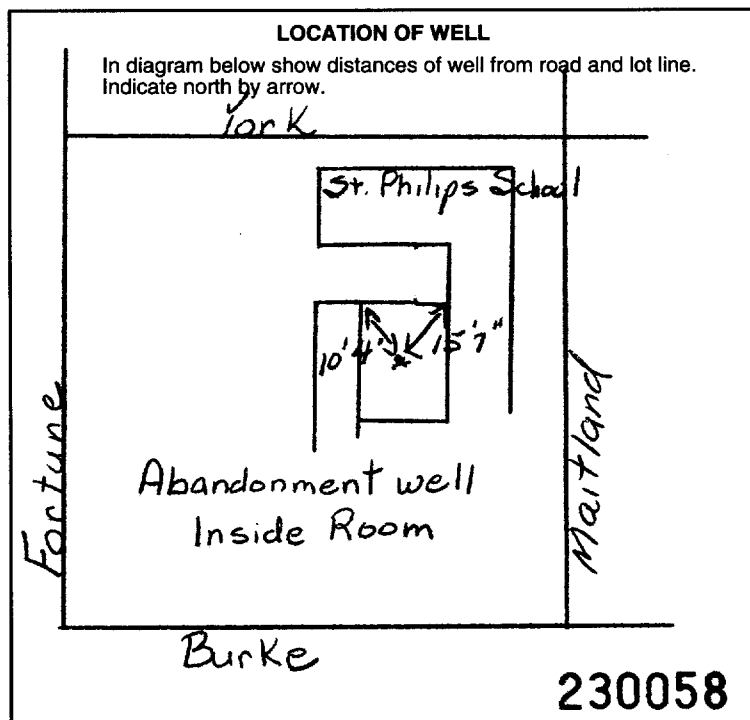 LOCATION OF WELL
In diagram below show distances of well from road and lot line.
Indicate north by arrow.
York
St. Philips School
10'4"
15'7"
Fortune
Maitland
Abandonment well
Inside Room
Burke
230058